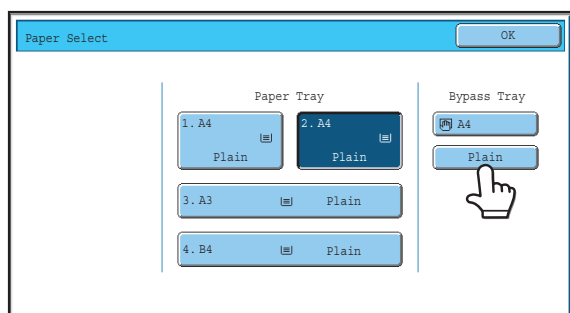 Paper Select
OK
Paper Tray
Bypass Tray
1. A4
Plain
2. A4
Plain
A4
Plain
3. A3 Plain
4. B4 Plain